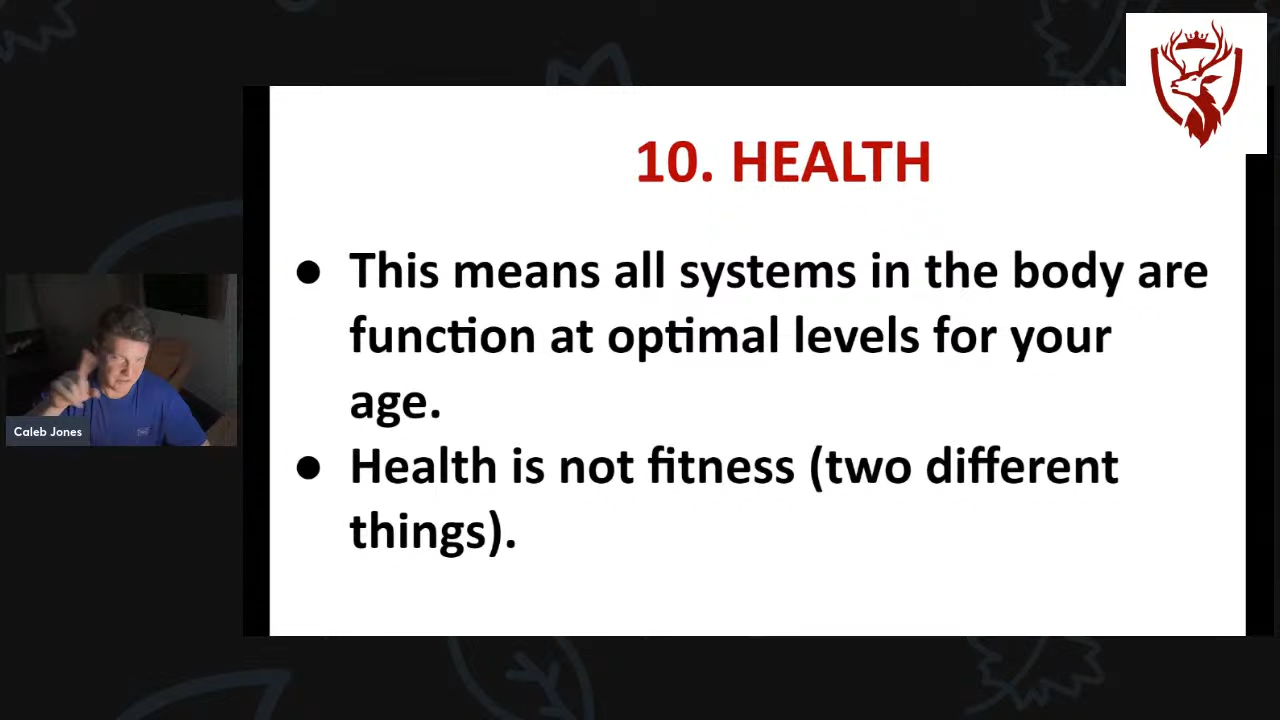 10. HEALTH
● This means all systems in the body are
function at optimal levels for your
age.
● Health is not fitness (two different
things).
Caleb Jones